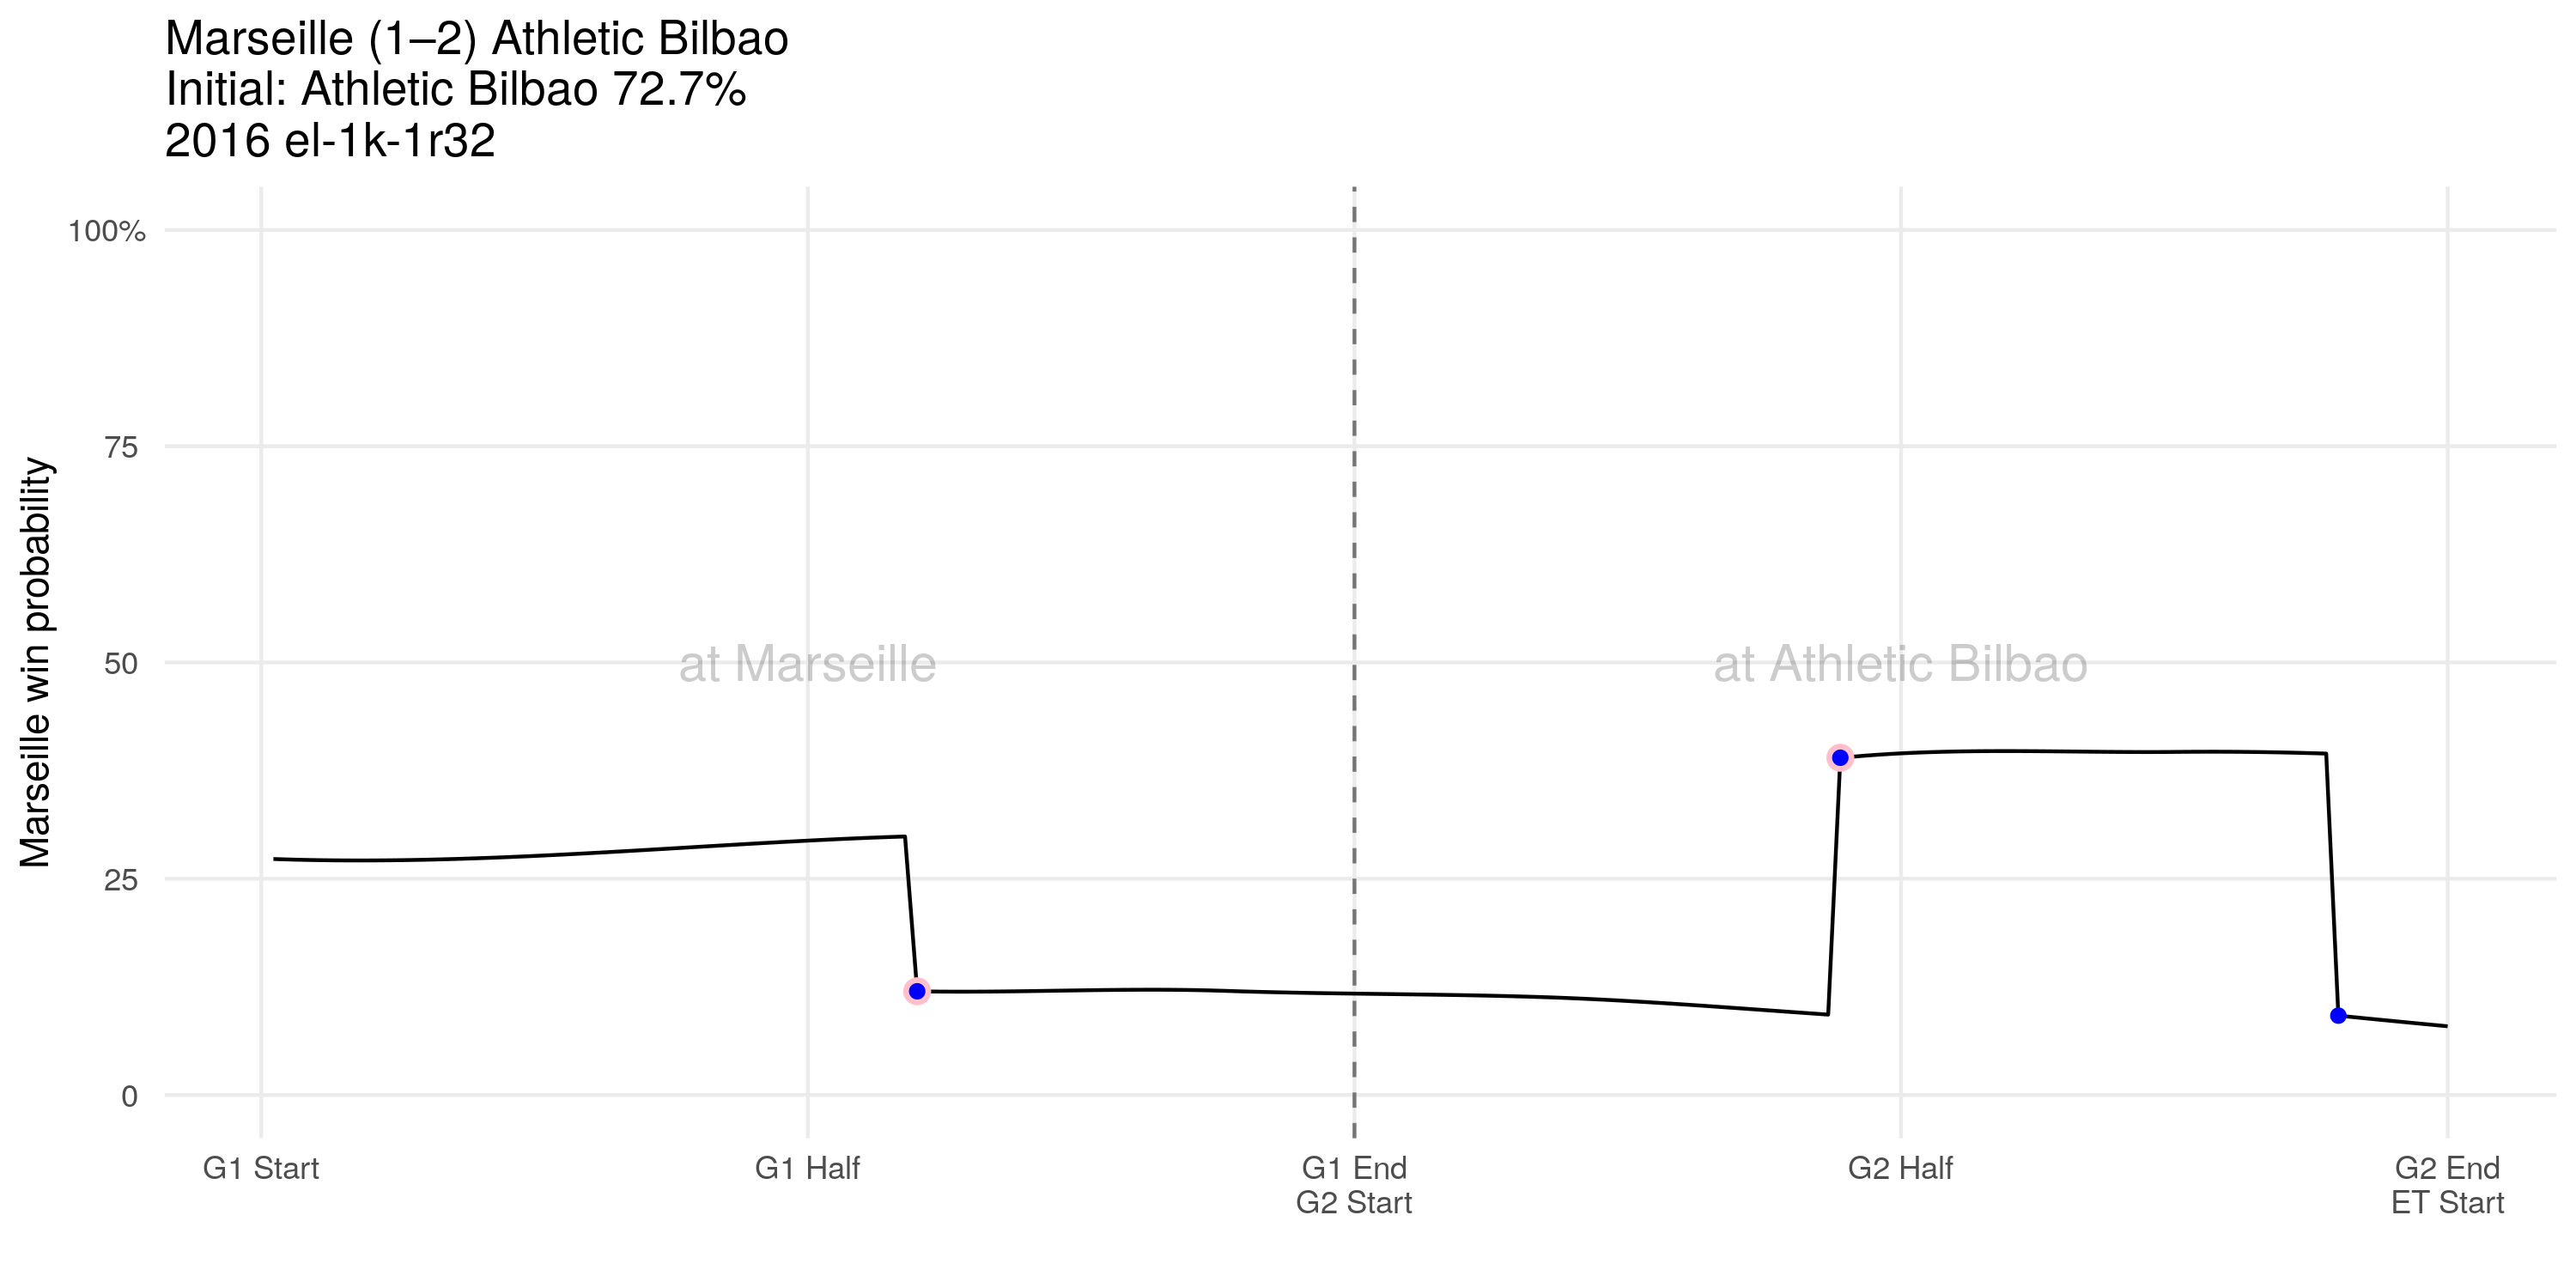 Marseille (1–2) Athletic Bilbao
Initial: Athletic Bilbao 72.7%
2016 el-1k-1r32
Marseille win probability
100%
75
50
25
0
at Marseille
at Athletic Bilbao
G1 Start
G1 Half
G1 End
G2 Start
G2 Half
G2 End
ET Start